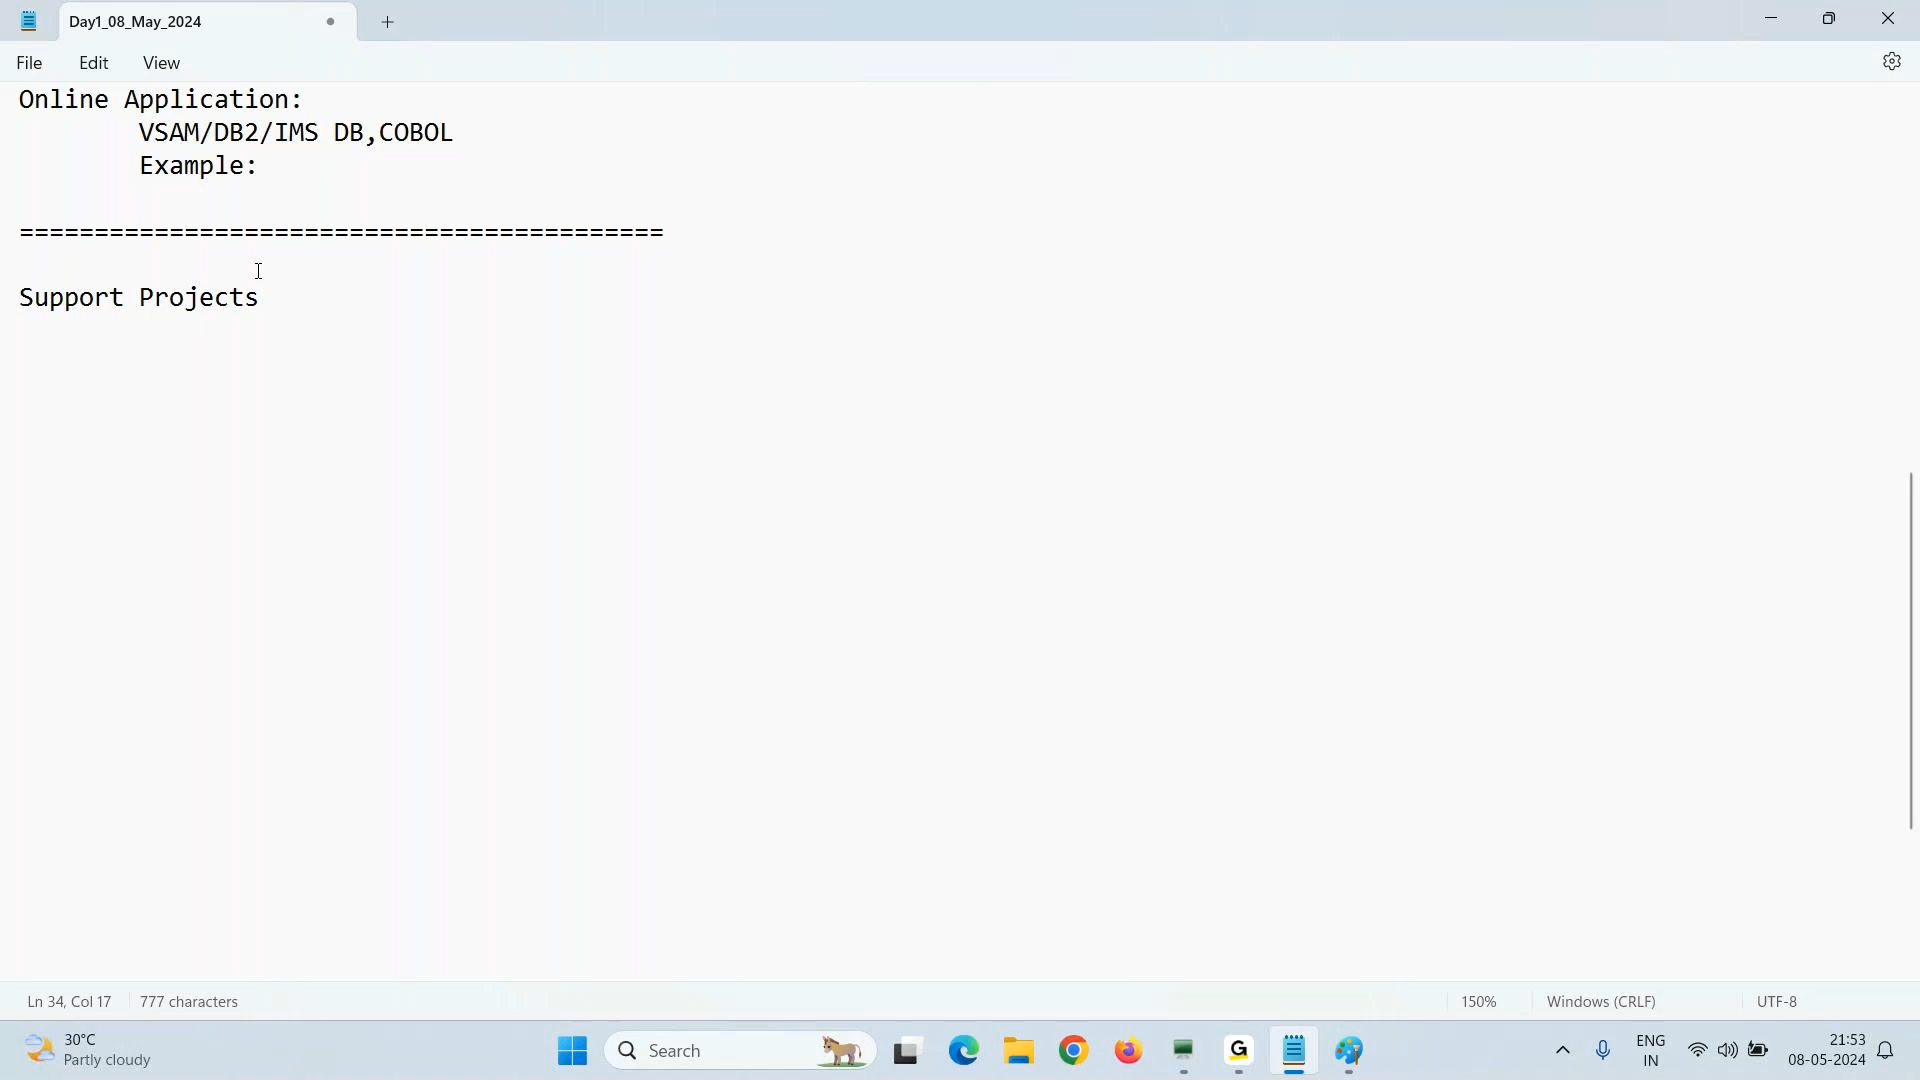 Day1_08_May_2024
File Edit View
Online Application:
VSAM/DB2/IMS DB,COBOL
Example:
===========================================
Support Projects
Ln 34, Col 17 777 characters 150% Windows (CRLF) UTF-8
30°C
Partly cloudy
Search
G
ENG
IN
21:53
08-05-2024